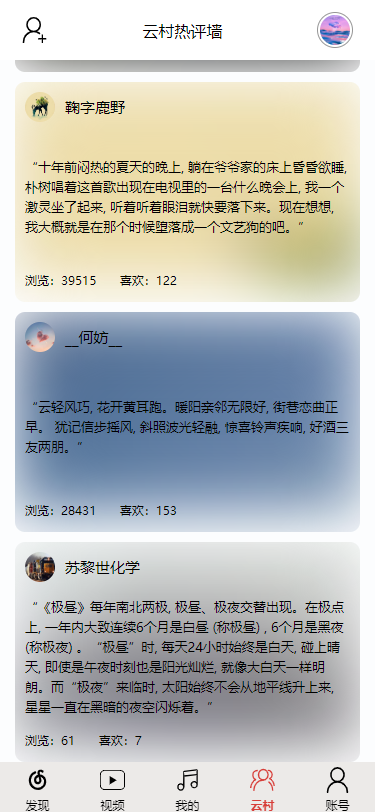 云村热评墙
鞠字鹿野
“十年前闷热的夏天的晚上, 躺在爷爷家的床上昏昏欲睡,
朴树唱着这首歌出现在电视里的一台什么晚会上, 我一个
激灵坐了起来, 听着听着眼泪就快要落下来。现在想想,
我大概就是在那个时候堕落成一个文艺狗的吧。”
浏览：39515 喜欢：122
__何妨__
“云轻风巧, 花开黄耳跑。暖阳亲邻无限好, 街巷恋曲正
早。 犹记信步摇风, 斜照波光轻融, 惊喜铃声疾响, 好酒三
友两朋。“
浏览：28431 喜欢：153
苏黎世化学
“《极昼》每年南北两极, 极昼、极夜交替出现。在极点
上, 一年内大致连续6个月是白昼 (称极昼) , 6个月是黑夜
(称极夜) 。“极昼”时, 每天24小时始终是白天, 碰上晴
天, 即使是午夜时刻也是阳光灿烂, 就像大白天一样明
朗。而“极夜”来临时, 太阳始终不会从地平线升上来,
星星一直在黑暗的夜空闪烁着。”
浏览：61 喜欢：7
发现 视频 我的 云村 账号